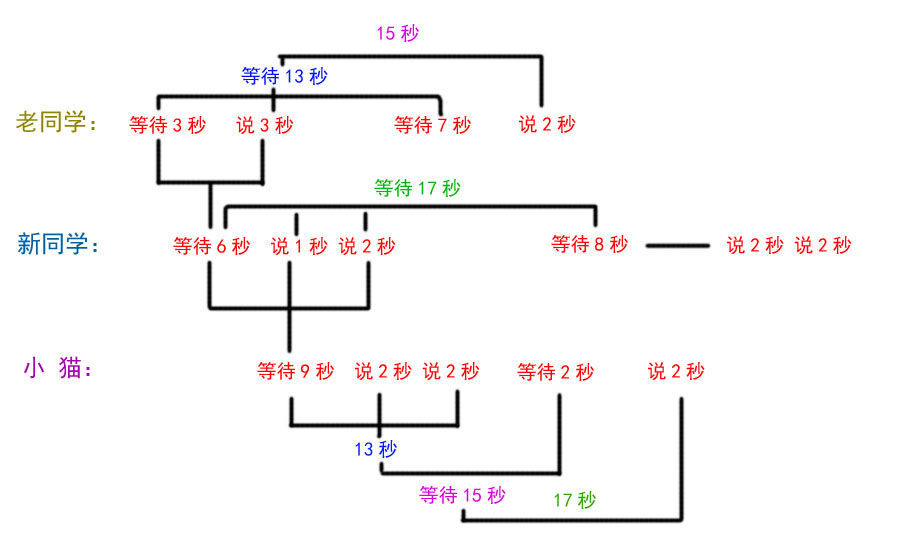 15 秒
等待 13 秒
老同学： 等待 3 秒 说 3 秒 等待 7 秒 说 2 秒
等待 17 秒
新同学： 等待 6 秒 说 1 秒 说 2 秒 等待 8 秒 说 2 秒 说 2 秒
小 猫： 等待 9 秒 说 2 秒 说 2 秒 等待 2 秒 说 2 秒
13 秒
等待 15 秒 17 秒